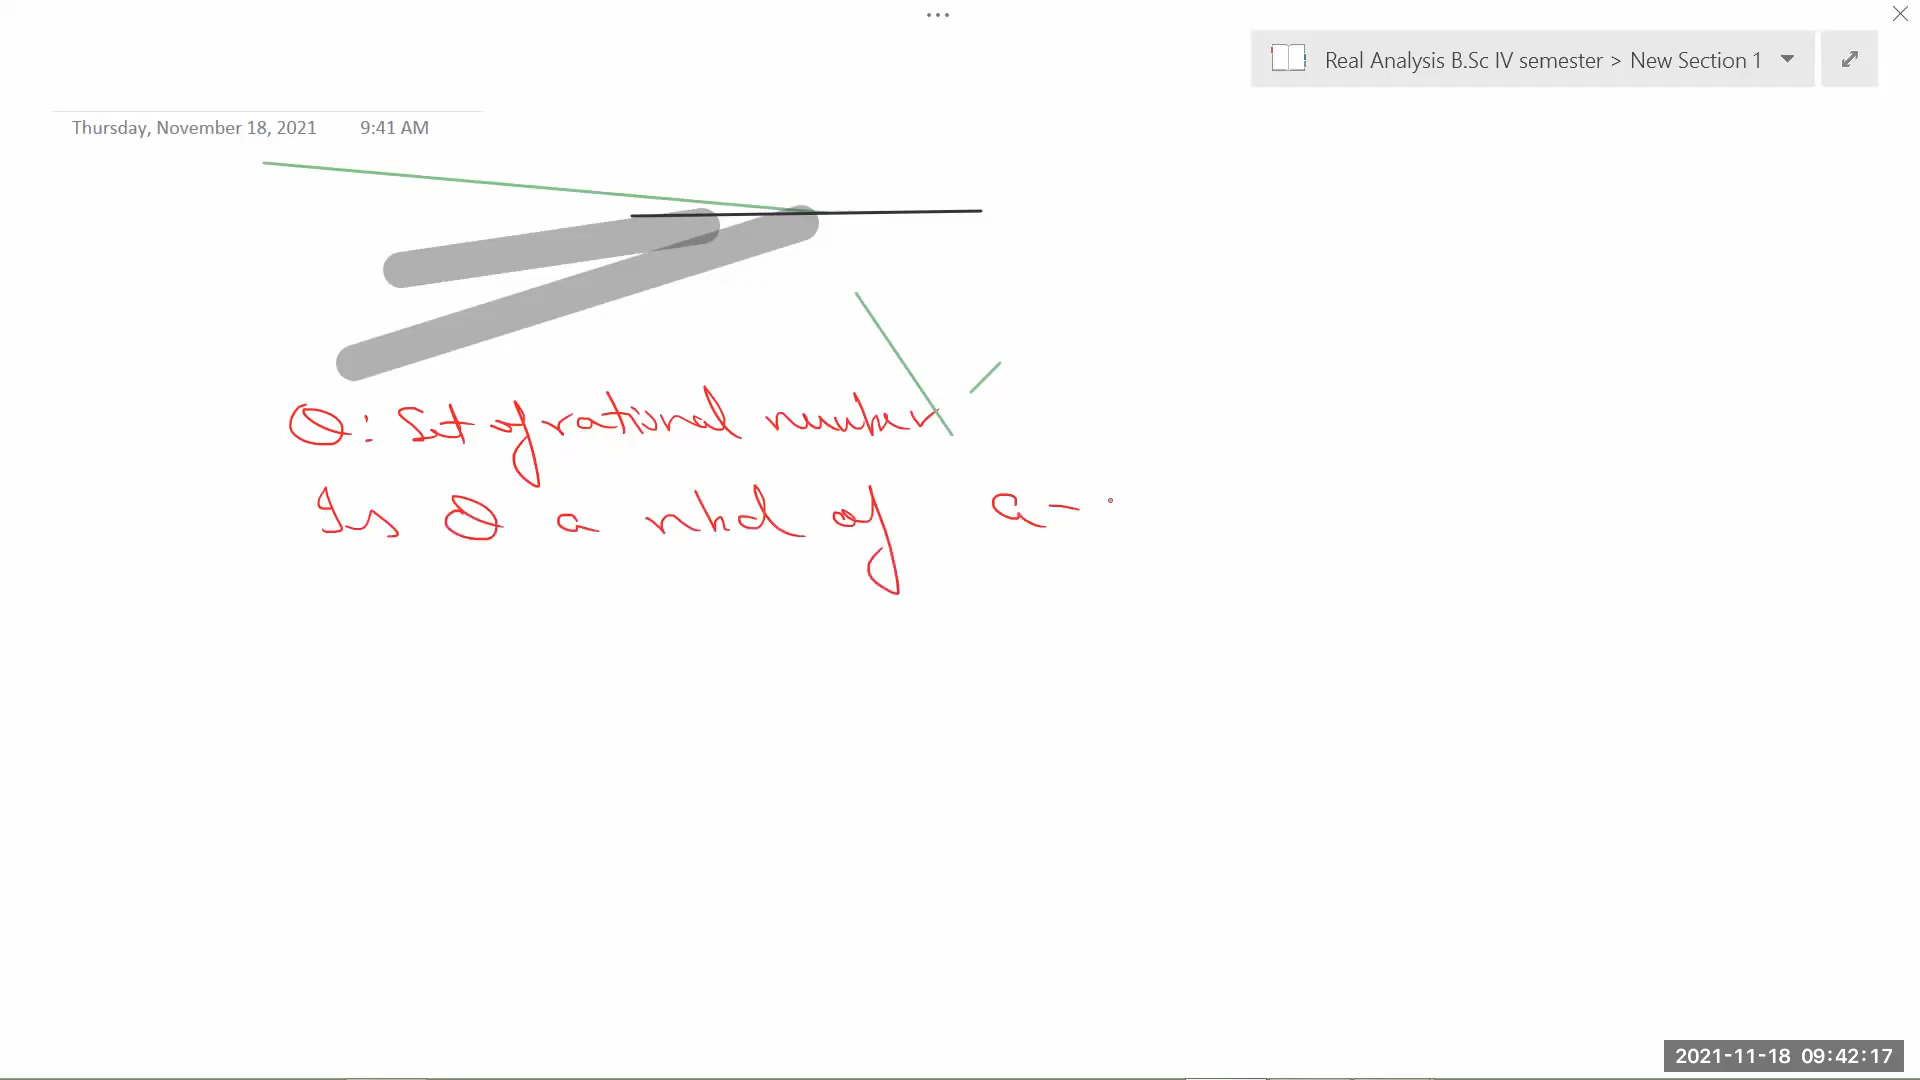 Real Analysis B.Sc IV semester > New Section 1
Thursday, November 18, 2021 9:41 AM
Q: Set of rational number
Is Q a nhd of a-
2021-11-18 09:42:17